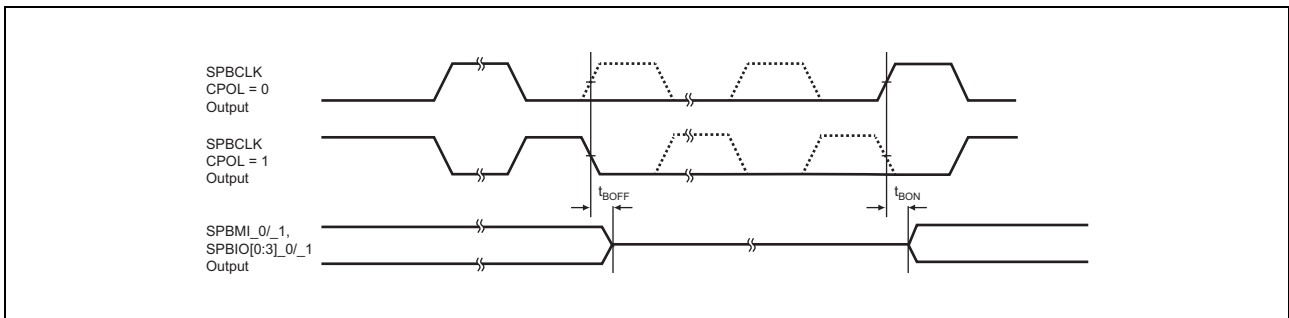 SPBCLK
CPOL = 0
Output
SPBCLK
CPOL = 1
Output
tBOFF
tBON
SPBMI_0/_1,
SPBIO[0:3]_0/_1
Output